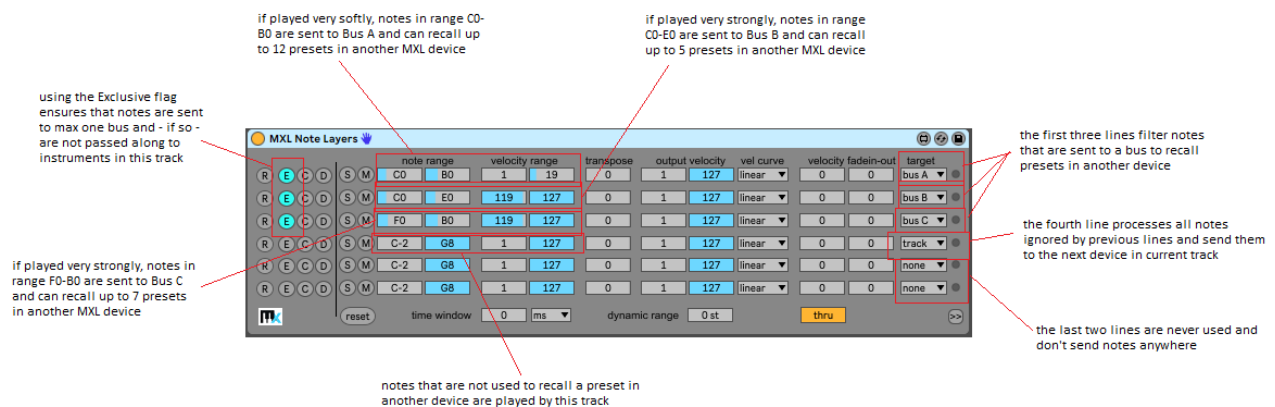 if played very softly, notes in range C0-
B0 are sent to Bus A and can recall up
to 12 presets in another MXL device
if played very strongly, notes in range
C0-E0 are sent to Bus B and can recall
up to 5 presets in another MXL device
using the Exclusive flag
ensures that notes are sent
to max one bus and - if so -
are not passed along to
instruments in this track
the first three lines filter notes
that are sent to a bus to recall
presets in another device
the fourth line processes all notes
ignored by previous lines and send them
to the next device in current track
if played very strongly, notes in
range F0-B0 are sent to Bus C
and can recall up to 7 presets
in another MXL device
MXL Note Layers
note range velocity range transpose output velocity vel curve velocity fadein-out target
R E C D S M C0 B0 1 19 0 1 127 linear 0 0 bus A
R E C D S M C0 E0 119 127 0 1 127 linear 0 0 bus B
R E C D S M F0 B0 119 127 0 1 127 linear 0 0 bus C
R E C D S M C-2 G8 1 127 0 1 127 linear 0 0 track
R E C D S M C-2 G8 1 127 0 1 127 linear 0 0 none
R E C D S M C-2 G8 1 127 0 1 127 linear 0 0 none
mx reset time window 0 ms dynamic range 0 st thru >>
the last two lines are never used and
don't send notes anywhere
notes that are not used to recall a preset in
another device are played by this track